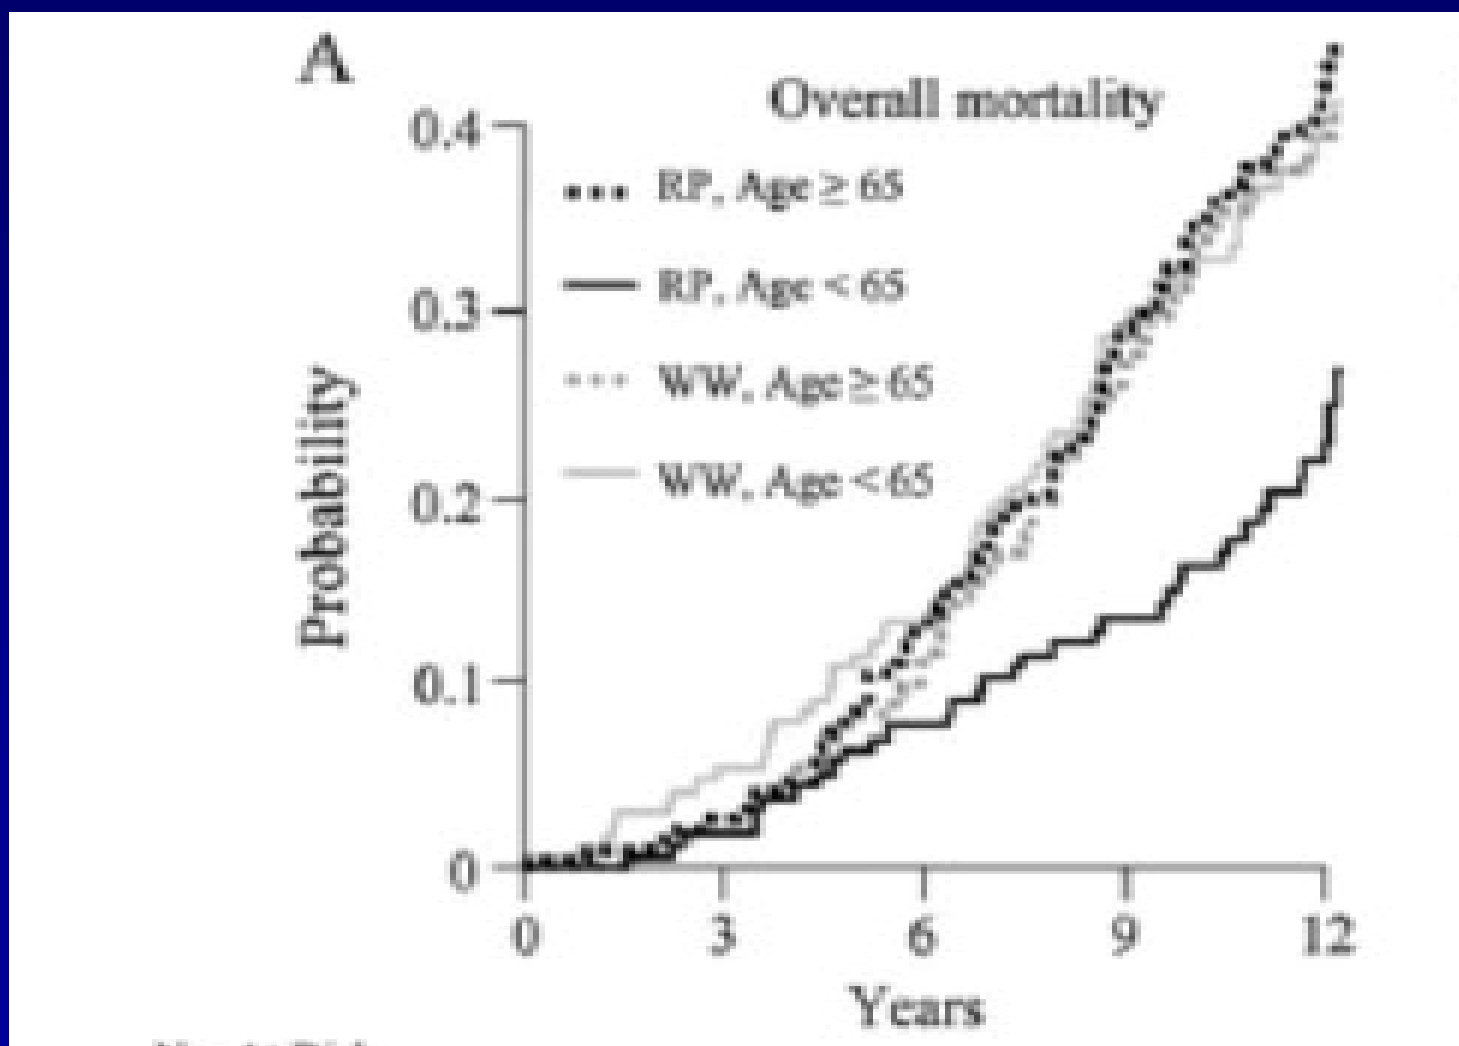 A
Overall mortality
0.4
RP, Age ≥ 65
RP, Age < 65
0.3
WW, Age ≥ 65
WW, Age < 65
0.2
0.1
0
Probability
0 3 6 9 12
Years